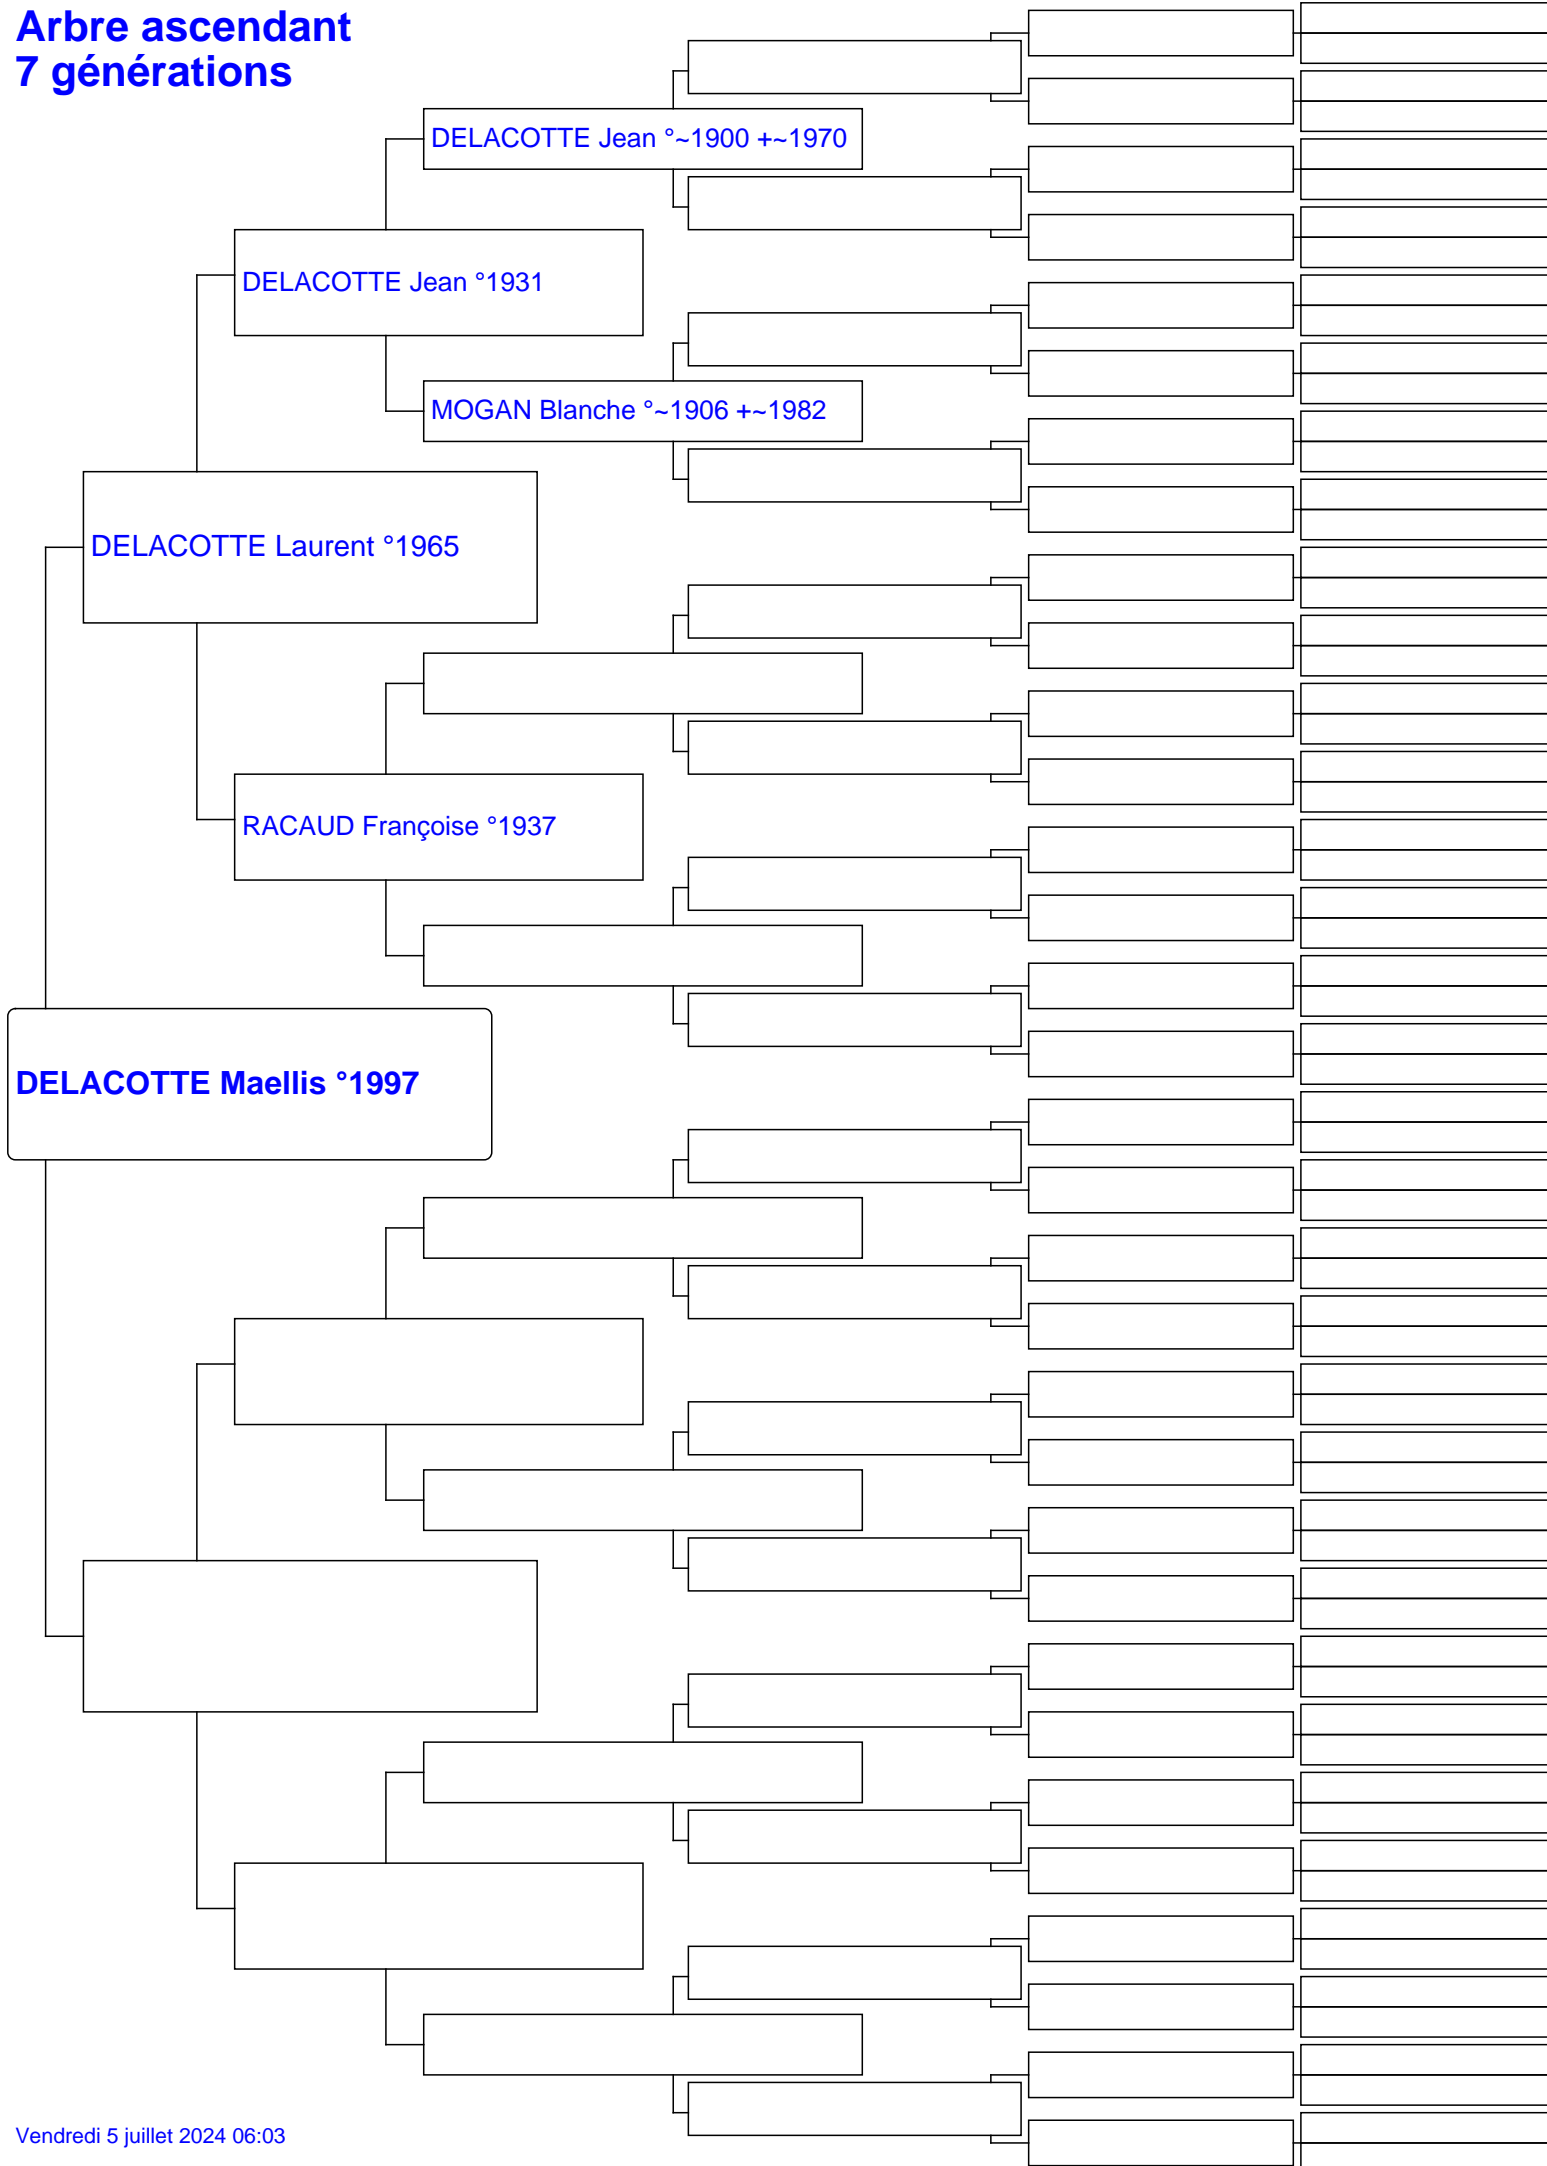 Arbre ascendant
7 générations
DELACOTTE Jean °~1900 +~1970
DELACOTTE Jean °1931
MOGAN Blanche °~1906 +~1982
DELACOTTE Laurent °1965
RACAUD Françoise °1937
DELACOTTE Maellis °1997
Vendredi 5 juillet 2024 06:03